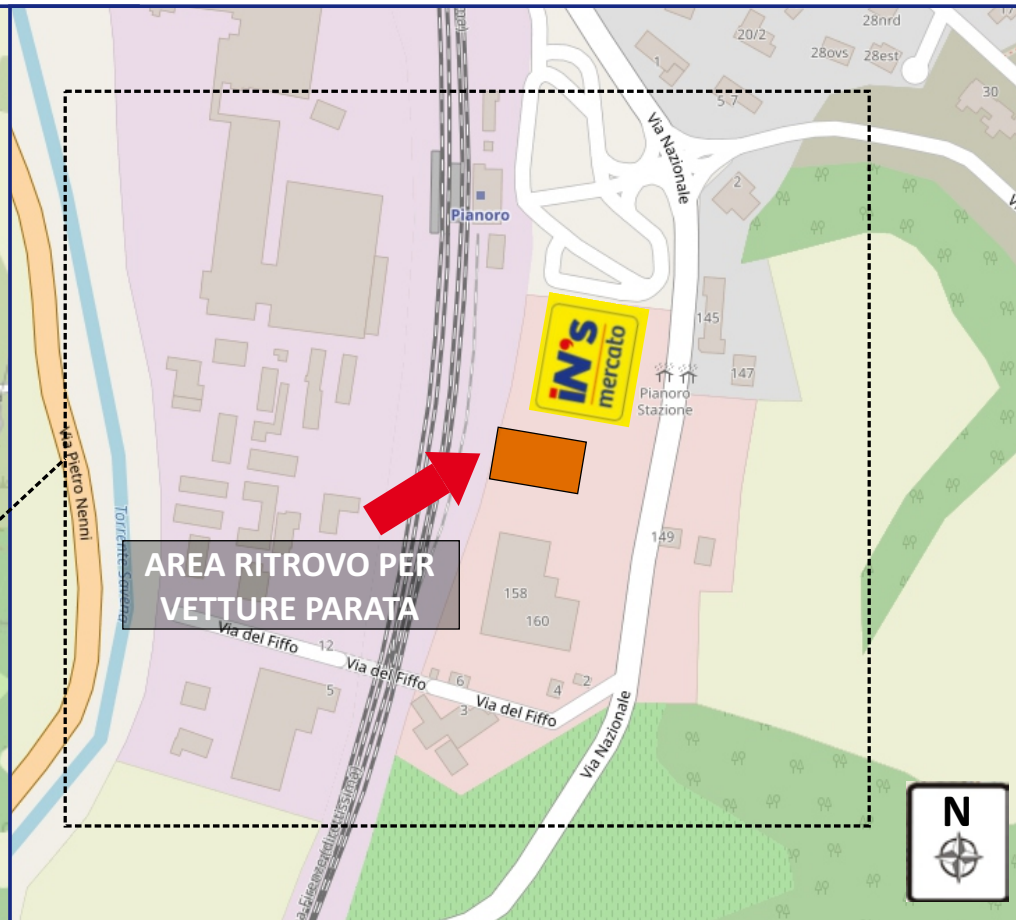 28nrd
20/2
28ovs
28est
1
5-7
30
Via Nazionale
2
Pianoro
145
iN's
mercato
147
Pianoro
Stazione
Via Pietro Nenni
149
Torrente Savena
AREA RITROVO PER
VETTURE PARATA
158
160
Via del Fiffo
12
Via del Fiffo
5
6
3
Via del Fiffo
4
2
Via Nazionale
a-Firenze (direttissima)
N